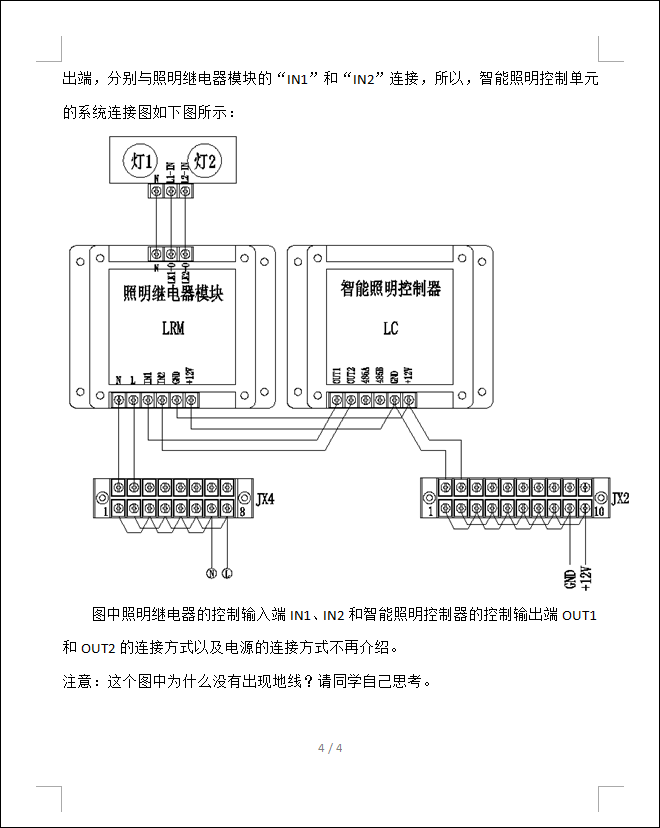 出端，分别与照明继电器模块的“IN1”和“IN2”连接，所以，智能照明控制单元
的系统连接图如下图所示：
灯1 灯2
N L1-IN L2-IN
N LK1-O LK2-O
照明继电器模块
LRM
智能照明控制器
LC
N L IN1 IN2 GND +12V
OUT1 OUT2 485A 485B GND +12V
1 8 JX4
1 10 JX2
N L
GND +12V
图中照明继电器的控制输入端 IN1、IN2 和智能照明控制器的控制输出端 OUT1
和 OUT2 的连接方式以及电源的连接方式不再介绍。
注意：这个图中为什么没有出现地线？请同学自己思考。
4 / 4